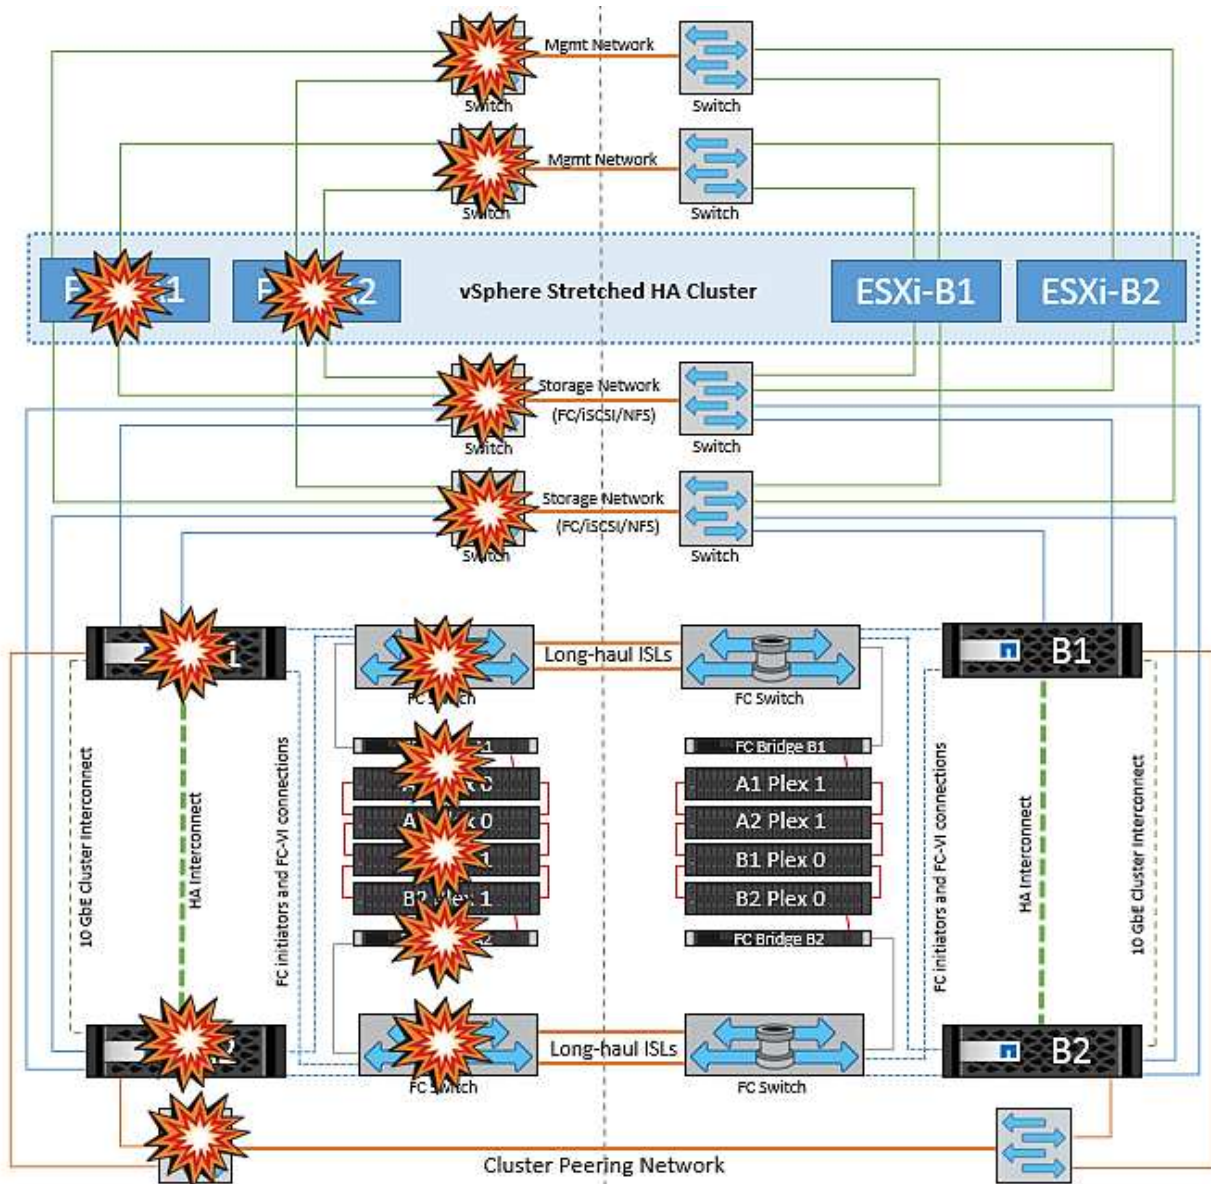 Mgmt Network
Switch
Switch
Mgmt Network
Switch
Switch
vSphere Stretched HA Cluster
ESXi-B1
ESXi-B2
Storage Network
(FC/iSCSI/NFS)
Switch
Switch
Storage Network
(FC/iSCSI/NFS)
Switch
Switch
B1
Long-haul ISLs
FC Switch
FC Bridge B1
A1 Plex 1
A2 Plex 1
B1 Plex 0
B2 Plex 1
B2 Plex 0
FC Bridge B2
10 GbE Cluster Interconnect
HA Interconnect
FC initiators and FC-VI connections
FC initiators and FC-VI connections
HA Interconnect
10 GbE Cluster Interconnect
Long-haul ISLs
B2
FC Switch
FC Switch
Cluster Peering Network